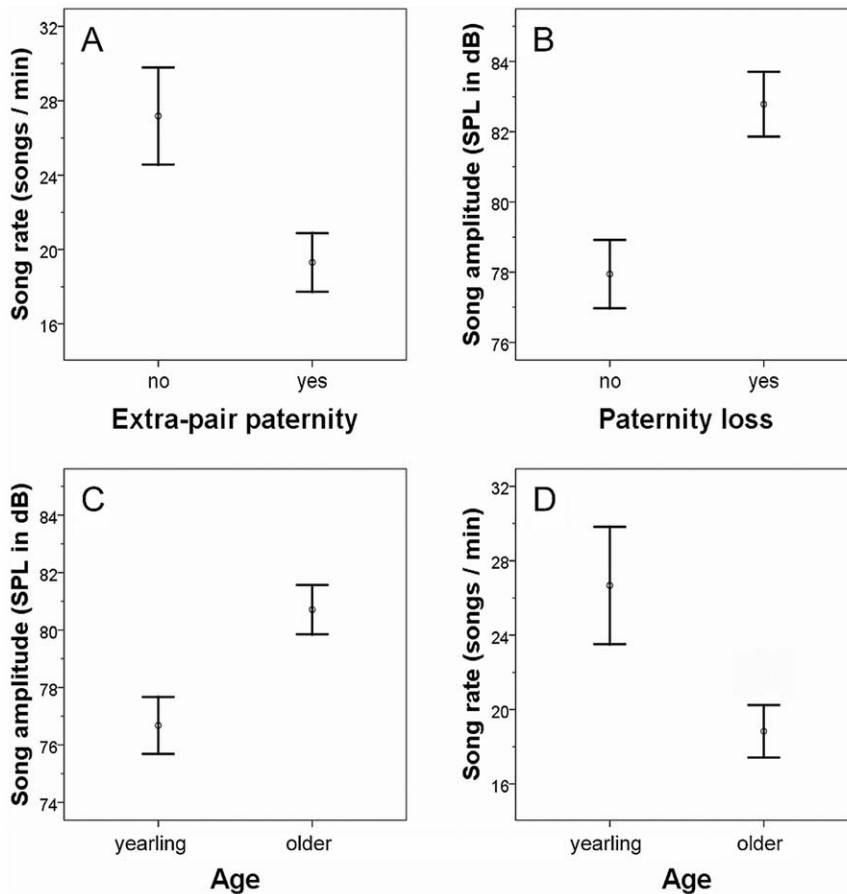 A
Song rate (songs / min)
32
28
24
20
16
no
yes
Extra-pair paternity
B
Song amplitude (SPL in dB)
84
82
80
78
76
no
yes
Paternity loss
C
Song amplitude (SPL in dB)
84
82
80
78
76
74
yearling
older
Age
D
Song rate (songs / min)
32
28
24
20
16
yearling
older
Age